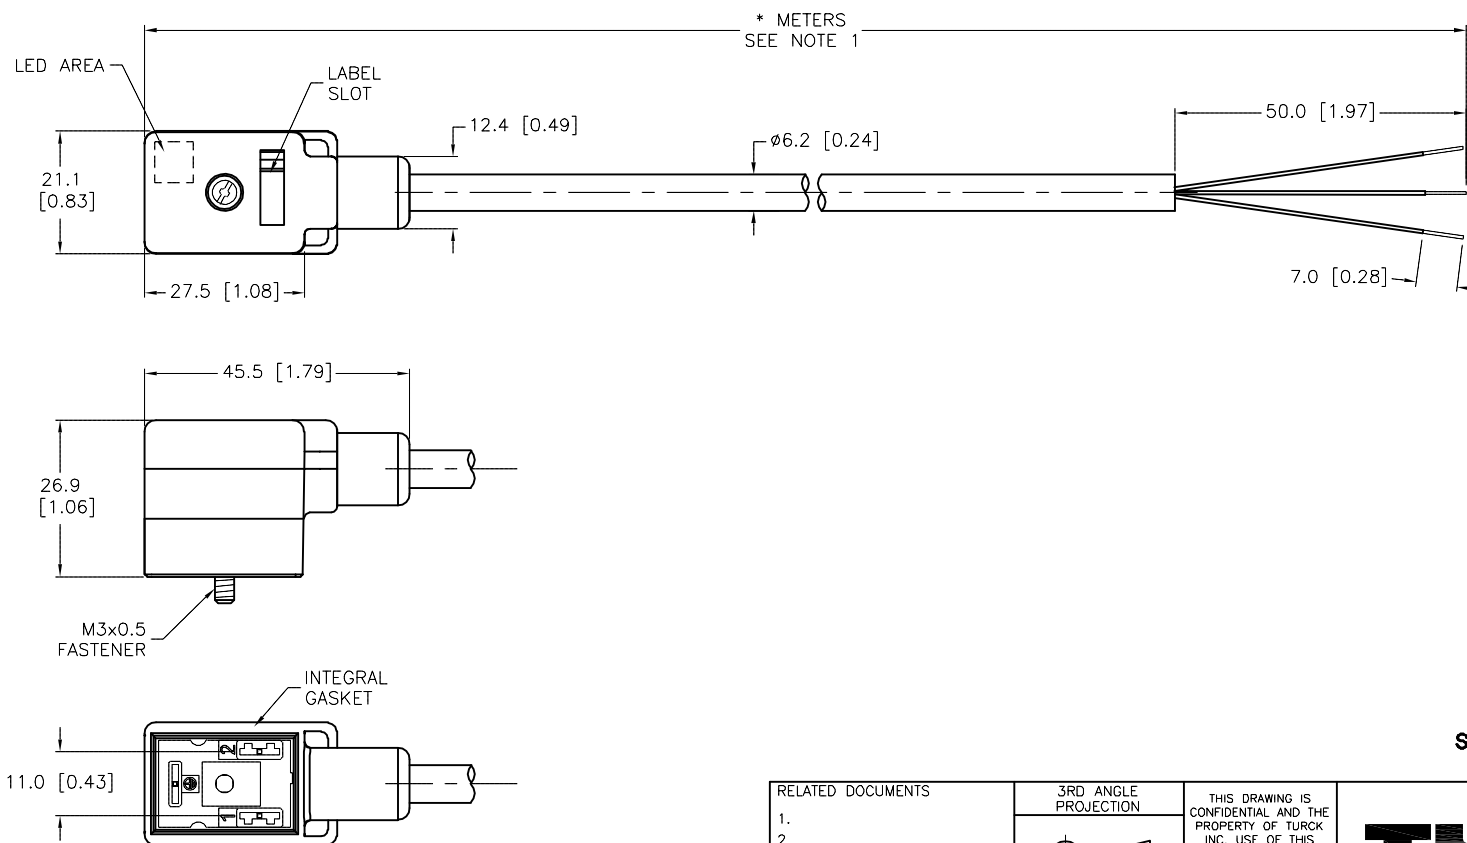 * METERS
SEE NOTE 1
LED AREA
LABEL
SLOT
12.4 [0.49]
ø6.2 [0.24]
50.0 [1.97]
21.1
[0.83]
27.5 [1.08]
7.0 [0.28]
45.5 [1.79]
26.9
[1.06]
M3x0.5
FASTENER
INTEGRAL
GASKET
11.0 [0.43]
2
1
S
RELATED DOCUMENTS
1.
2
3RD ANGLE
PROJECTION
THIS DRAWING IS
CONFIDENTIAL AND THE
PROPERTY OF TURCK
INC. USE OF THIS